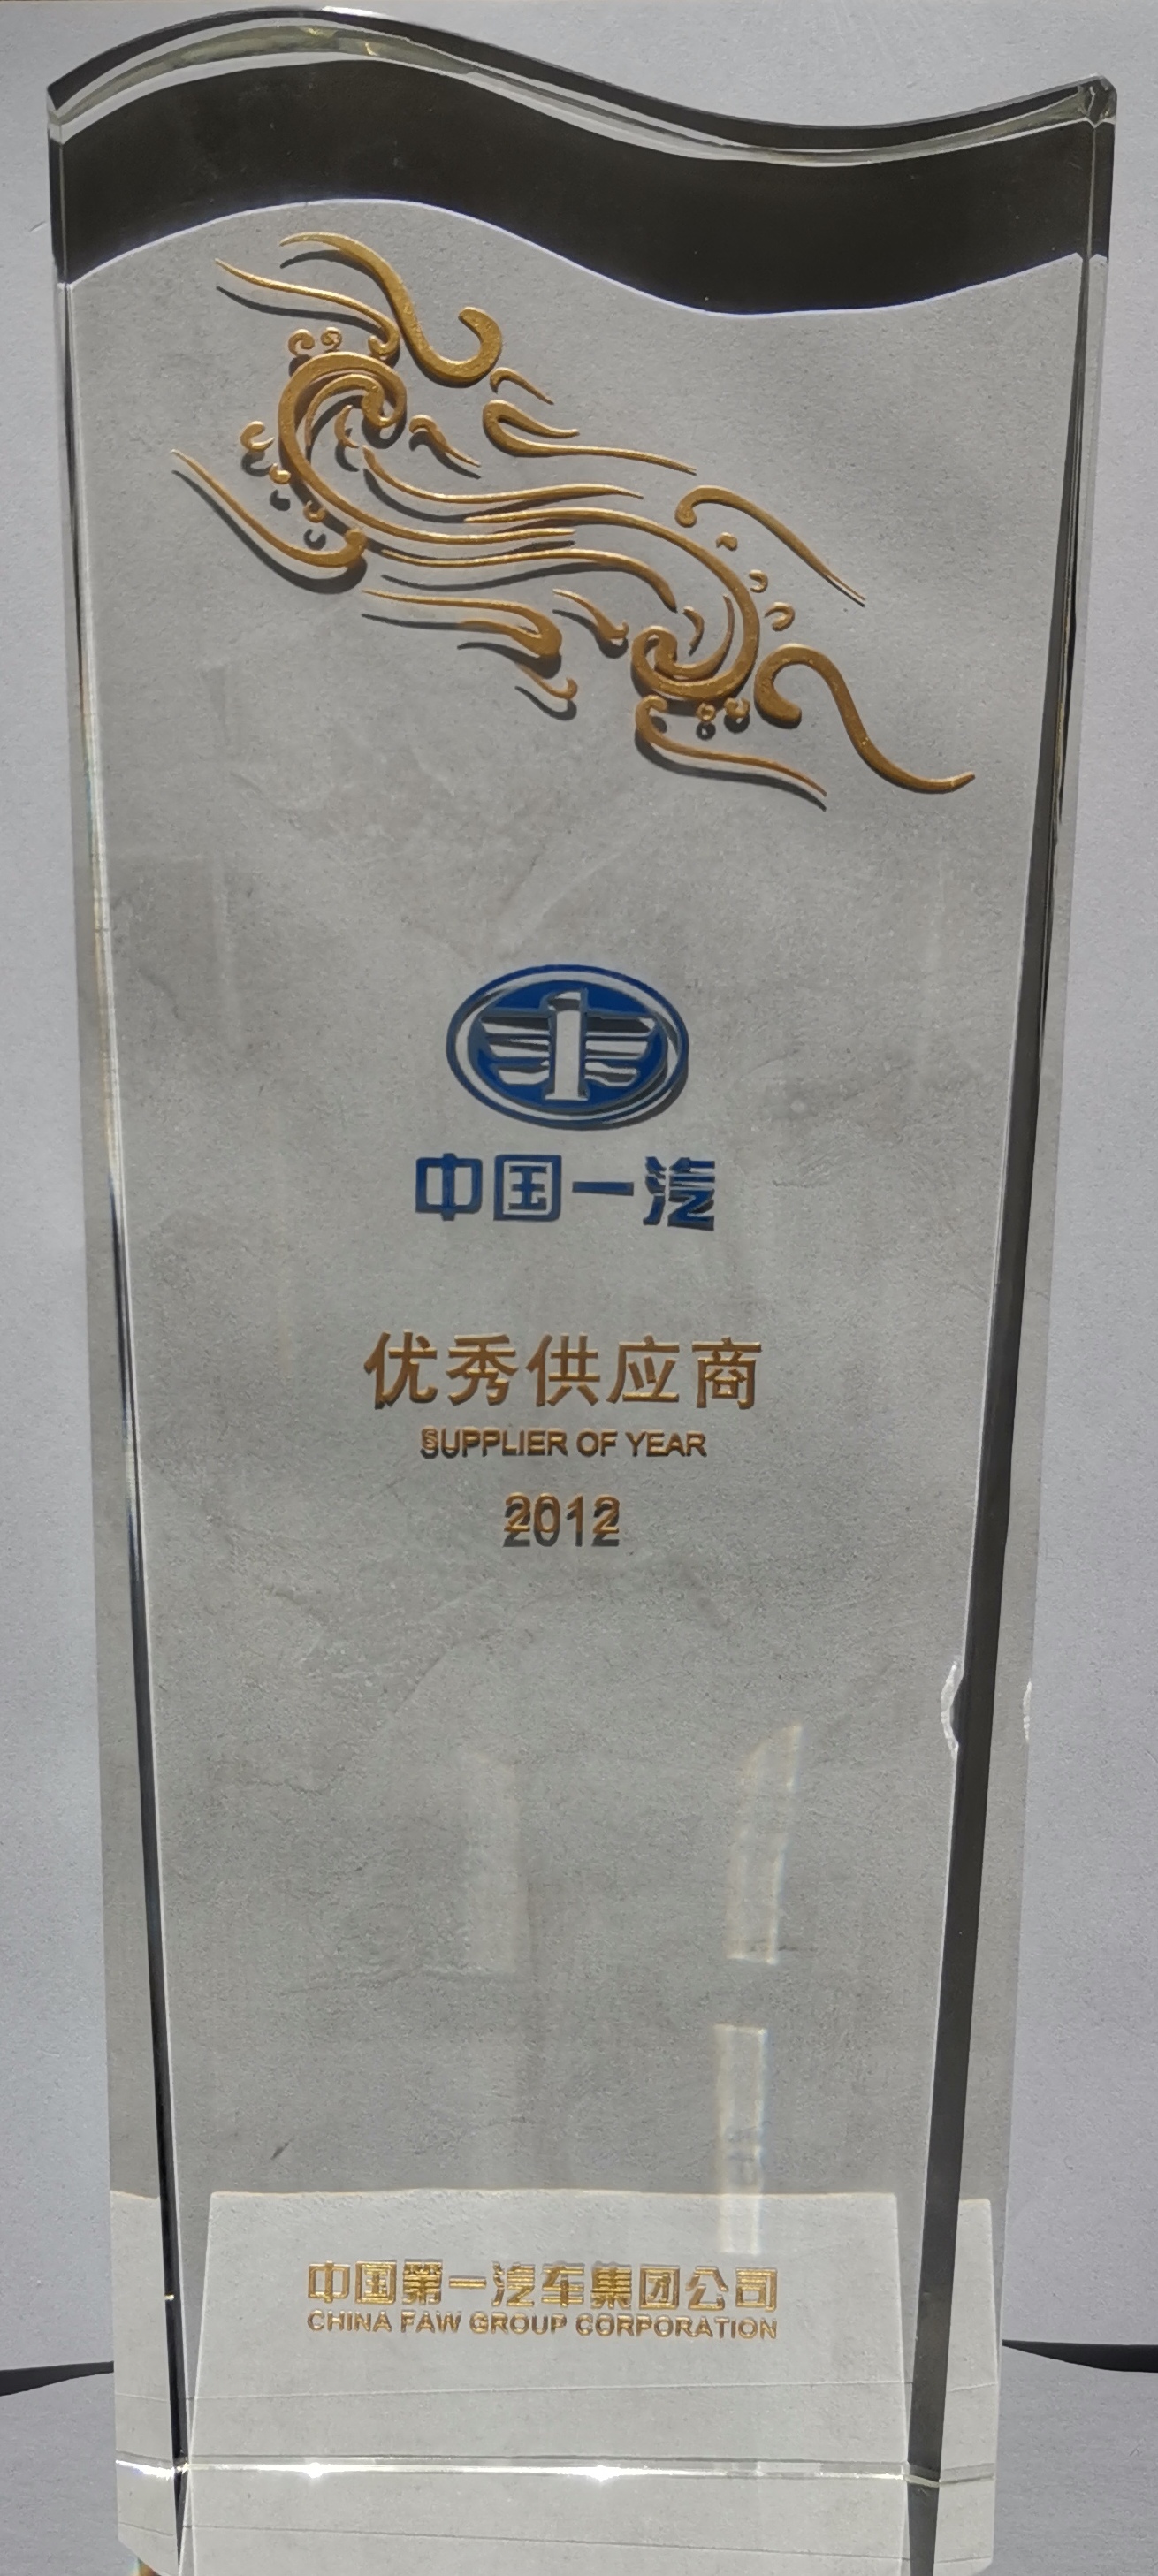 中国一汽
优秀供应商
SUPPLIER OF YEAR
2012
中国第一汽车集团公司
CHINA FAW GROUP CORPORATION